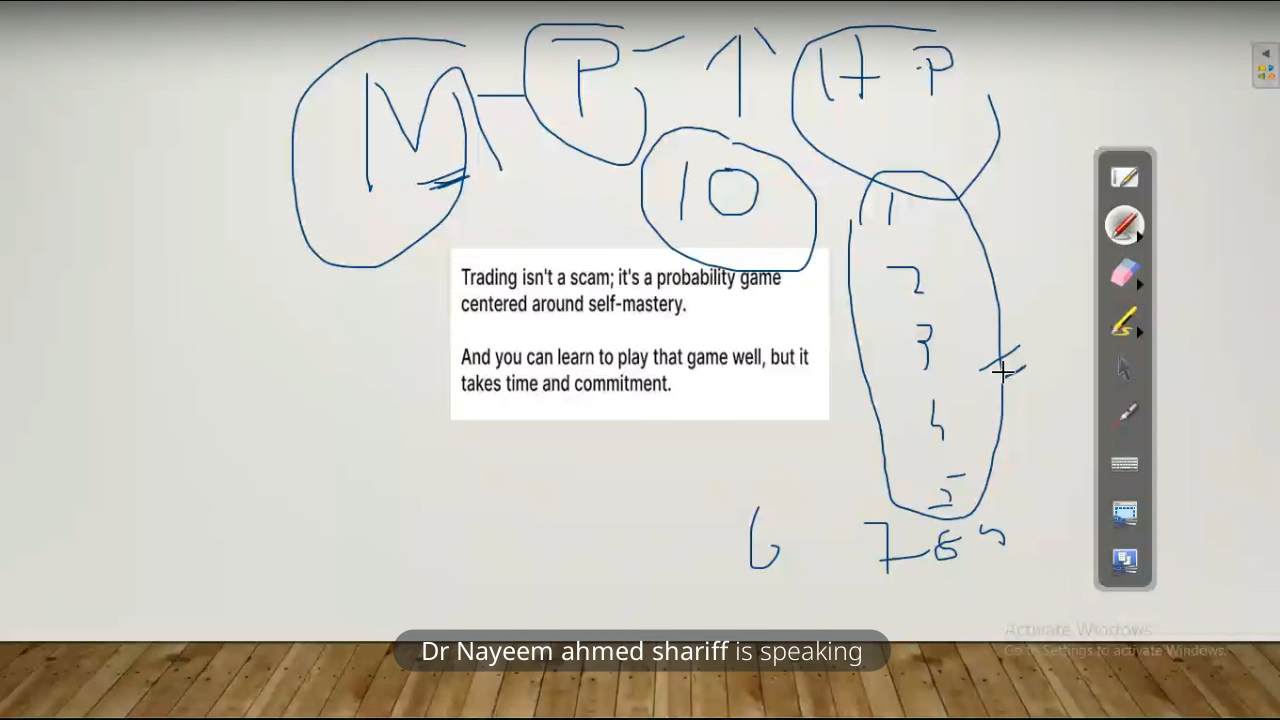 M - P - ↑ H P
10
1
2
Trading isn't a scam; it's a probability game
centered around self-mastery.
3
And you can learn to play that game well, but it
takes time and commitment.
4
5
6 7 8 9
Activate Windows
Go to Settings to activate Windows.
Dr Nayeem ahmed shariff is speaking